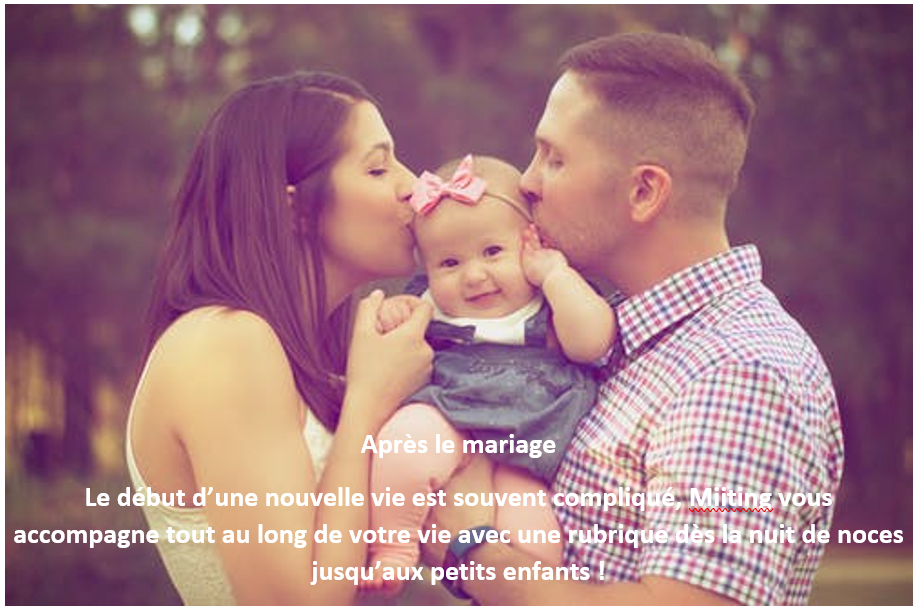 Après le mariage
Le début d’une nouvelle vie est souvent compliqué, Miiting vous
accompagne tout au long de votre vie avec une rubrique dès la nuit de noces
jusqu’aux petits enfants !